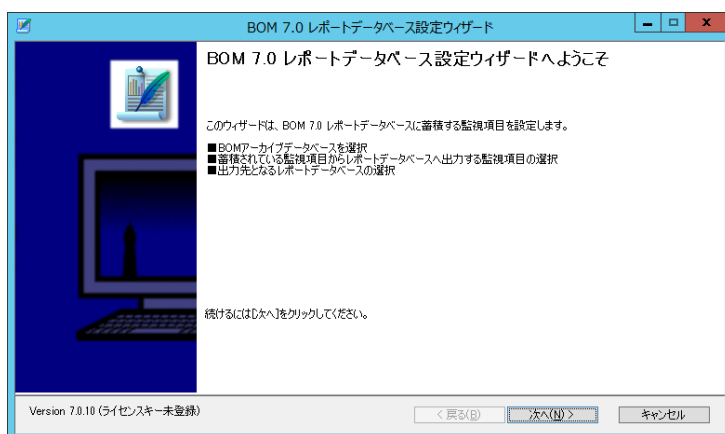 BOM 7.0 レポートデータベース設定ウィザード
BOM 7.0 レポートデータベース設定ウィザードへようこそ
このウィザードは、BOM 7.0 レポートデータベースに蓄積する監視項目を設定します。
■BOMアーカイブデータベースを選択
■蓄積されている監視項目からレポートデータベースへ出力する監視項目の選択
■出力先となるレポートデータベースの選択
続けるには[次へ]をクリックしてください。
Version 7.0.10 (ライセンスキー未登録)
< 戻る(B)
次へ(N) >
キャンセル